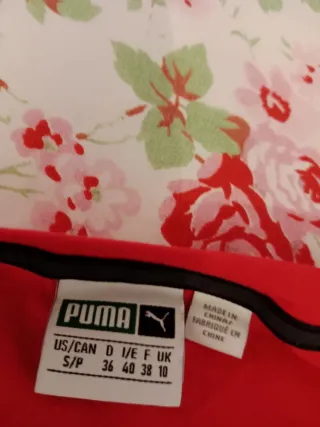 PUMA
US/CAN D I/E F UK
S/P 36 40 38 10
MADE IN
CHINA/
FABRIQUÉ EN
CHINE